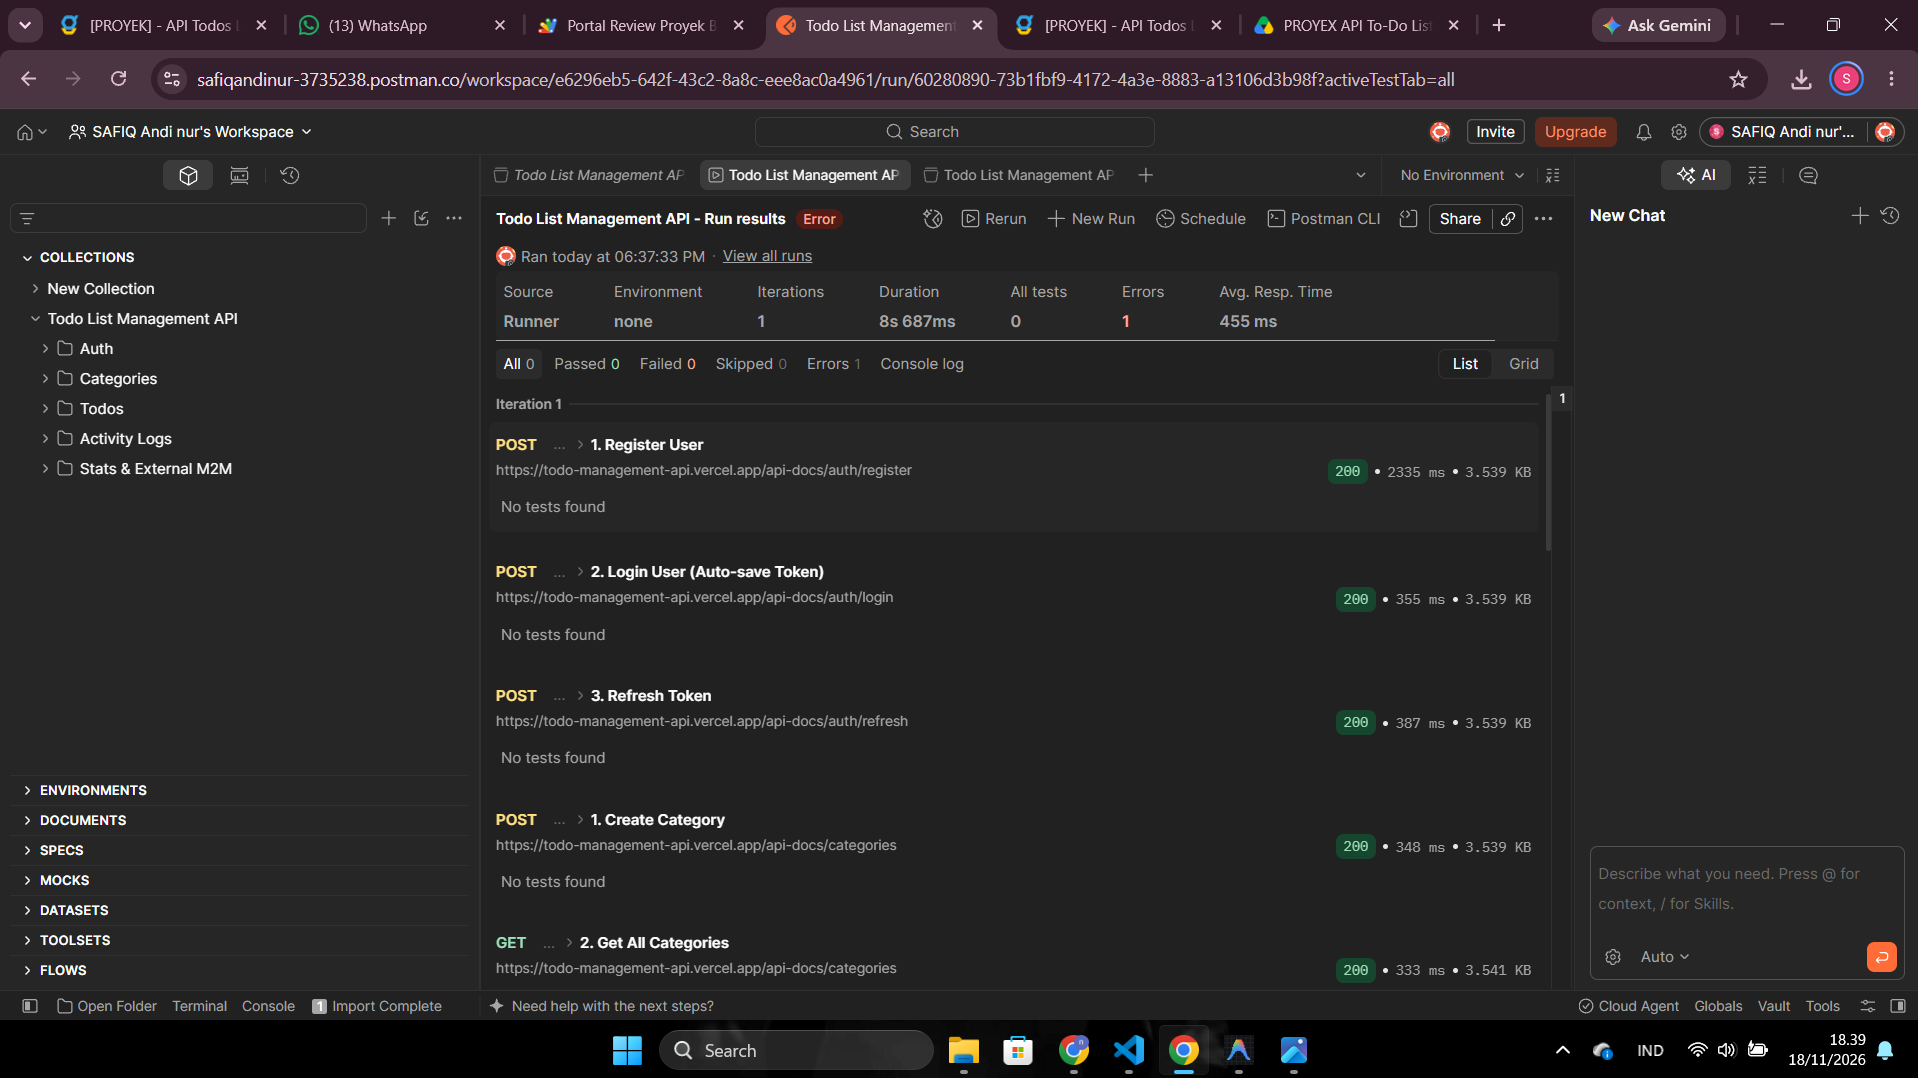 [PROYEK] - API Todos L
(13) WhatsApp
Portal Review Proyek B
Todo List Management
[PROYEK] - API Todos L
PROYEX API To-Do List
Ask Gemini
safiqandinur-3735238.postman.co/workspace/e6296eb5-642f-43c2-8a8c-eee8ac0a4961/run/60280890-73b1fbf9-4172-4a3e-8883-a13106d3b98f?activeTestTab=all
S
SAFIQ Andi nur's Workspace
Search
Invite
Upgrade
S
SAFIQ Andi nur'...
Todo List Management AP
Todo List Management AP
Todo List Management AP
No Environment
AI
Todo List Management API - Run results
Error
Rerun
New Run
Schedule
Postman CLI
Share
New Chat
Ran today at 06:37:33 PM · View all runs
COLLECTIONS
New Collection
Todo List Management API
Auth
Categories
Todos
Activity Logs
Stats & External M2M
Source Environment Iterations Duration All tests Errors Avg. Resp. Time
Runner none 1 8s 687ms 0 1 455 ms
All 0 Passed 0 Failed 0 Skipped 0 Errors 1 Console log
List Grid
Iteration 1
1
POST ... > 1. Register User
https://todo-management-api.vercel.app/api-docs/auth/register
200 • 2335 ms • 3.539 KB
No tests found
POST ... > 2. Login User (Auto-save Token)
https://todo-management-api.vercel.app/api-docs/auth/login
200 • 355 ms • 3.539 KB
No tests found
POST ... > 3. Refresh Token
https://todo-management-api.vercel.app/api-docs/auth/refresh
200 • 387 ms • 3.539 KB
No tests found
POST ... > 1. Create Category
https://todo-management-api.vercel.app/api-docs/categories
200 • 348 ms • 3.539 KB
No tests found
GET ... > 2. Get All Categories
https://todo-management-api.vercel.app/api-docs/categories
200 • 333 ms • 3.541 KB
ENVIRONMENTS
DOCUMENTS
SPECS
MOCKS
DATASETS
TOOLSETS
FLOWS
Describe what you need. Press @ for
context, / for Skills.
Auto
Open Folder
Terminal
Console
1 Import Complete
Need help with the next steps?
Cloud Agent
Globals
Vault
Tools
Search
IND
18.39
18/11/2026